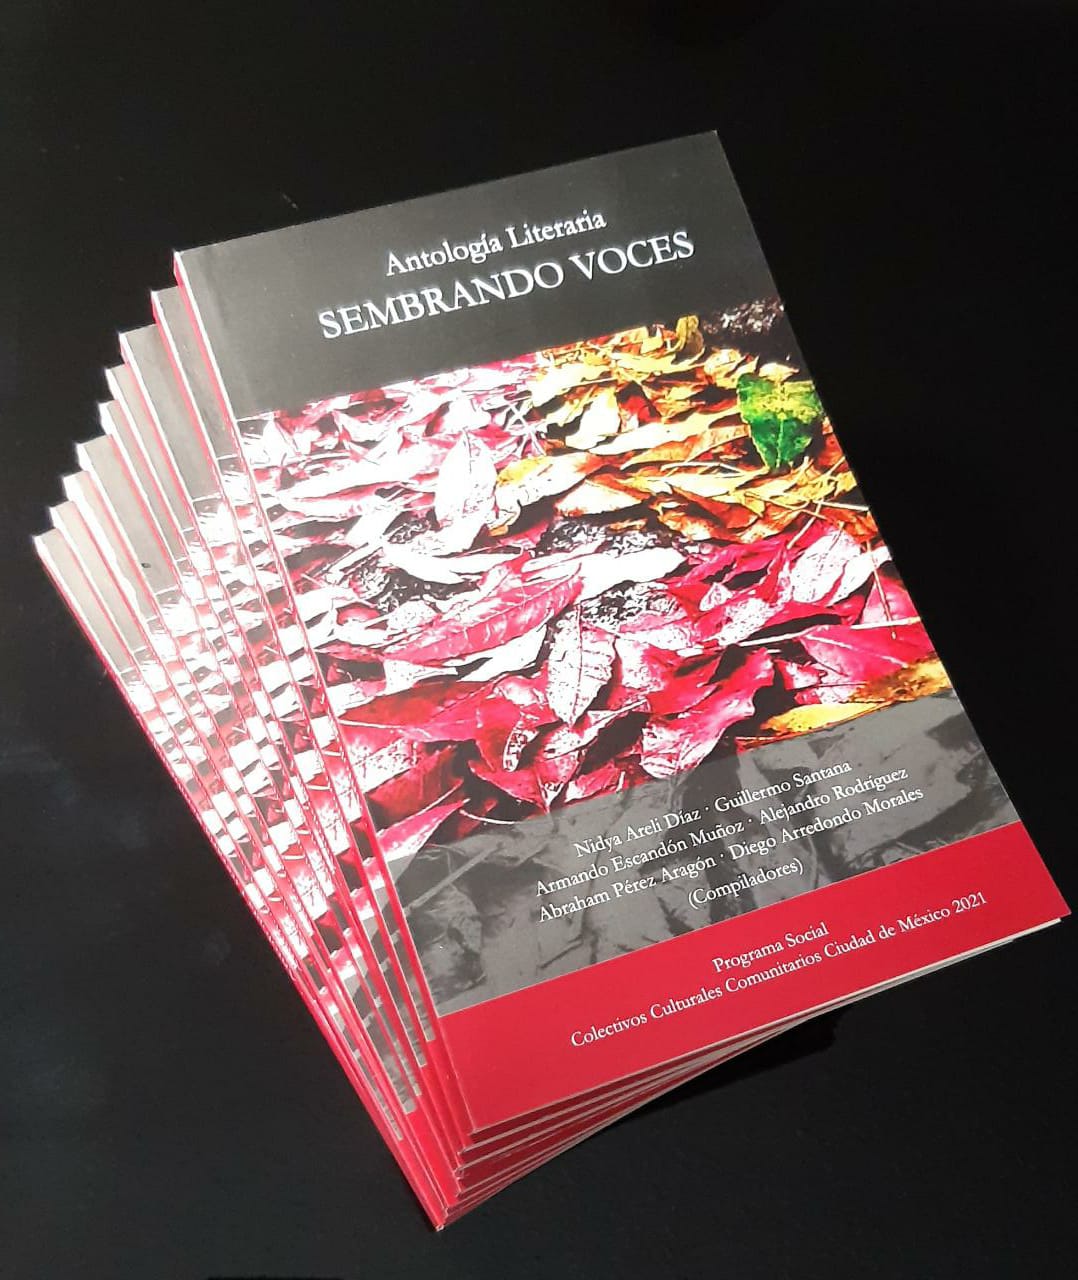 Antología Literaria
SEMBRANDO VOCES
Nidya Areli Díaz · Guillermo Santana
Armando Escandón Muñoz · Alejandro Rodríguez
Abraham Pérez Aragón · Diego Arredondo Morales
(Compiladores)
Programa Social
Colectivos Culturales Comunitarios Ciudad de México 2021